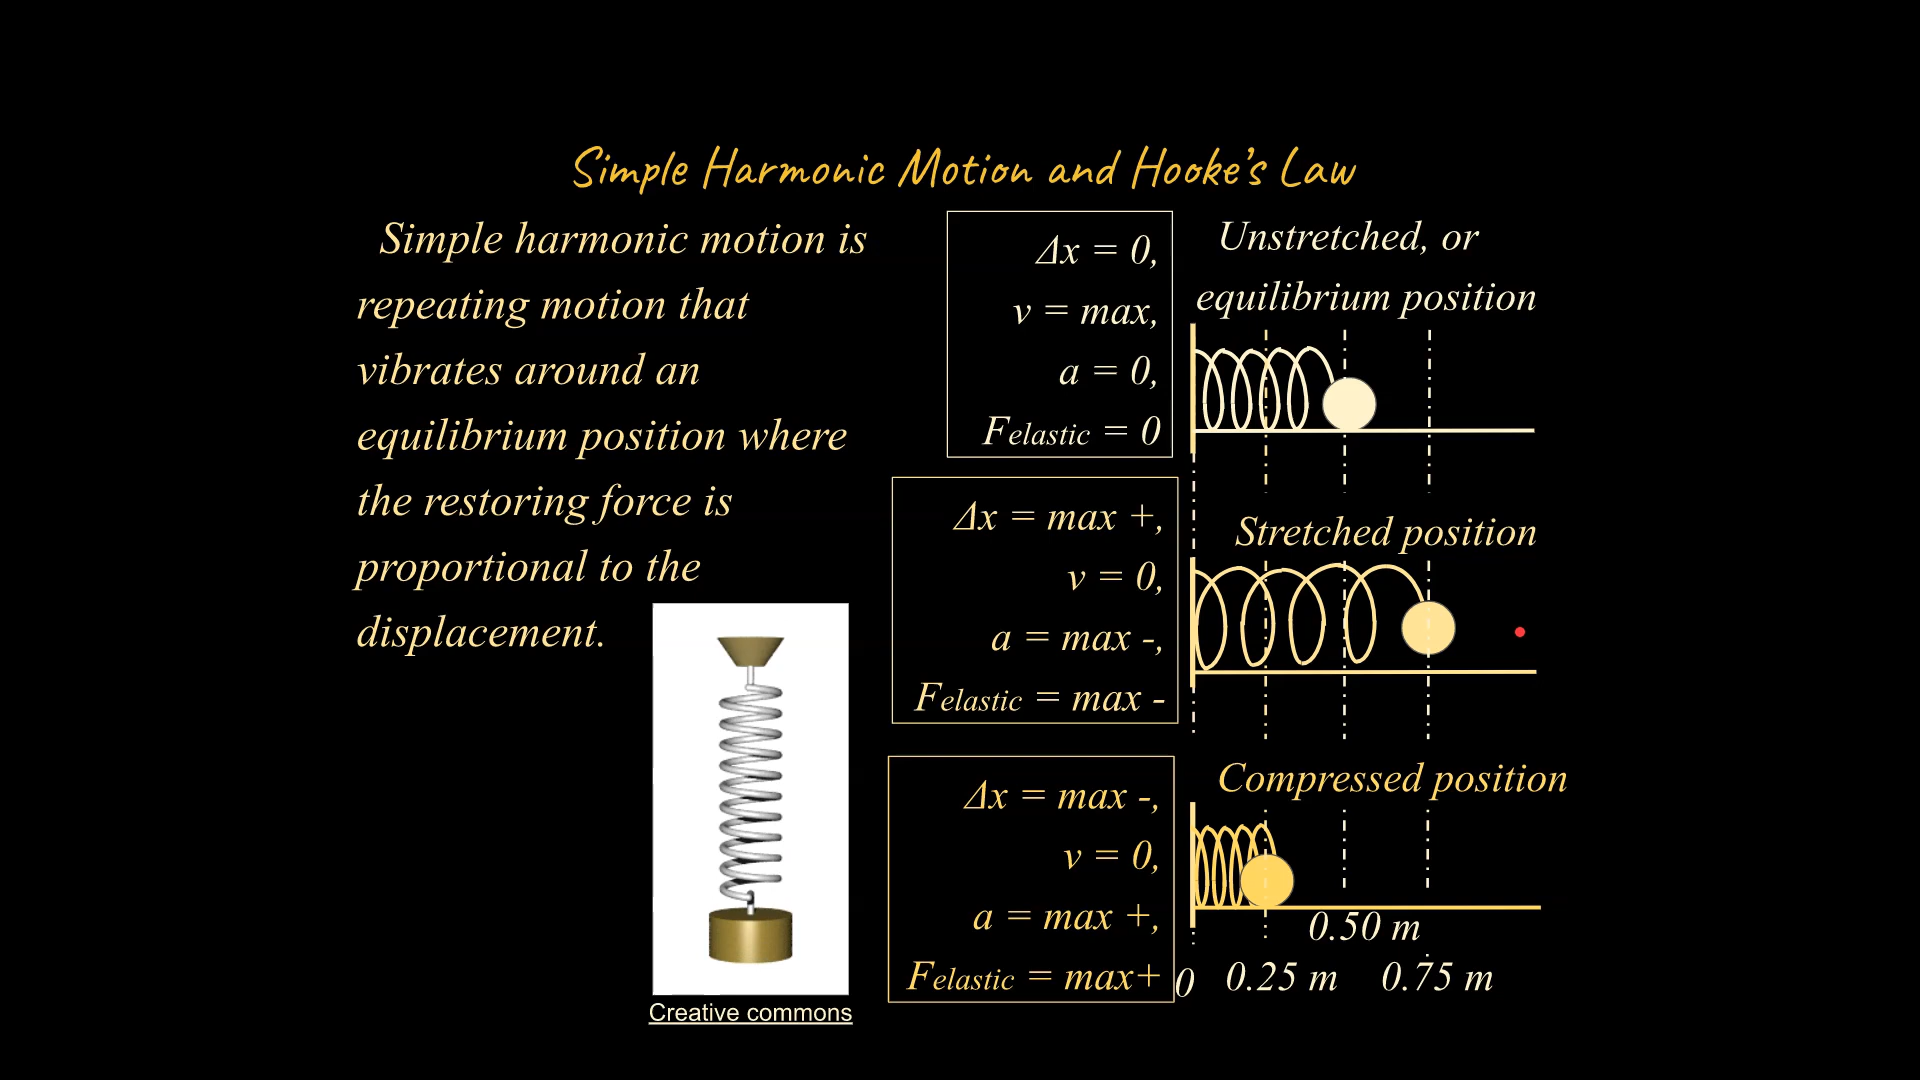 Simple Harmonic Motion and Hooke's Law
Simple harmonic motion is
repeating motion that
vibrates around an
equilibrium position where
the restoring force is
proportional to the
displacement.
Creative commons
Δx = 0,
v = max,
a = 0,
Felastic = 0
Unstretched, or
equilibrium position
Δx = max +,
v = 0,
a = max -,
Felastic = max -
Stretched position
Δx = max -,
v = 0,
a = max +,
Felastic = max+
Compressed position
0.50 m
0 0.25 m 0.75 m